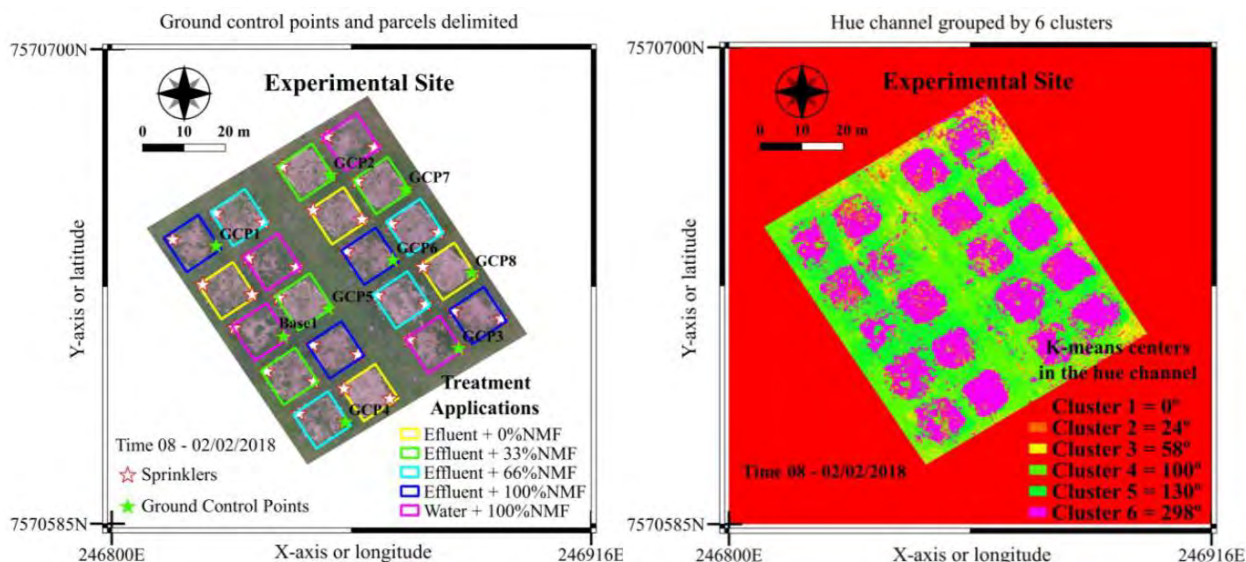 Ground control points and parcels delimited
7570700N
Experimental Site
0 10 20 m
GCP2
GCP7
GCP1
GCP6
GCP8
GCP5
Base1
GCP3
GCP4
Treatment
Applications
Efluent + 0%NMF
Effluent + 33%NMF
Effluent + 66%NMF
Effluent + 100%NMF
Water + 100%NMF
Time 08 - 02/02/2018
Sprinklers
Ground Control Points
Y-axis or latitude
7570585N
246800E
X-axis or longitude
246916E
Hue channel grouped by 6 clusters
7570700N
Experimental Site
0 10 20 m
K-means centers
in the hue channel
Cluster 1 = 0º
Cluster 2 = 24º
Cluster 3 = 58º
Cluster 4 = 100º
Cluster 5 = 130º
Cluster 6 = 298º
Time 08 - 02/02/2018
Y-axis or latitude
7570585N
246800E
X-axis or longitude
246916E